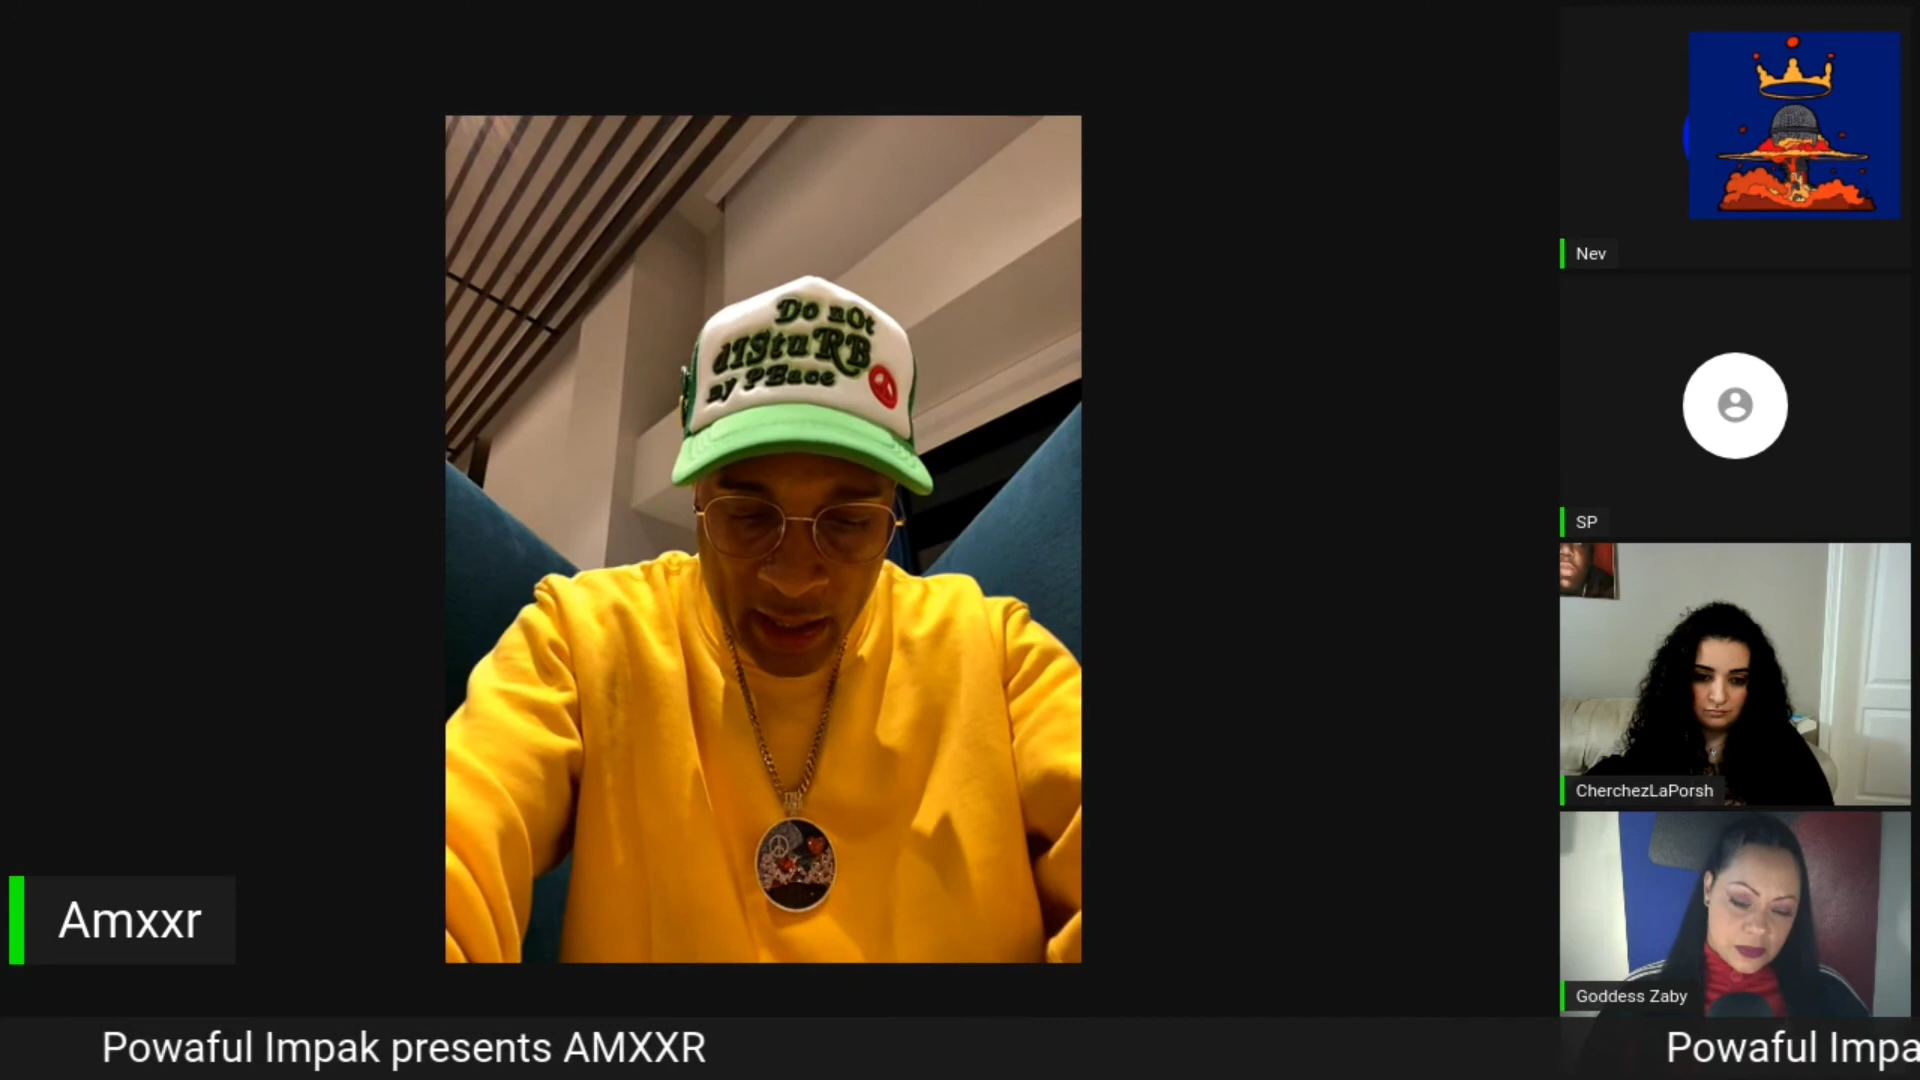 Do nOt
dIStuRB
my PEace
Nev
SP
CherchezLaPorsh
Goddess Zaby
Amxxr
Powaful Impak presents AMXXR
Powaful Impa